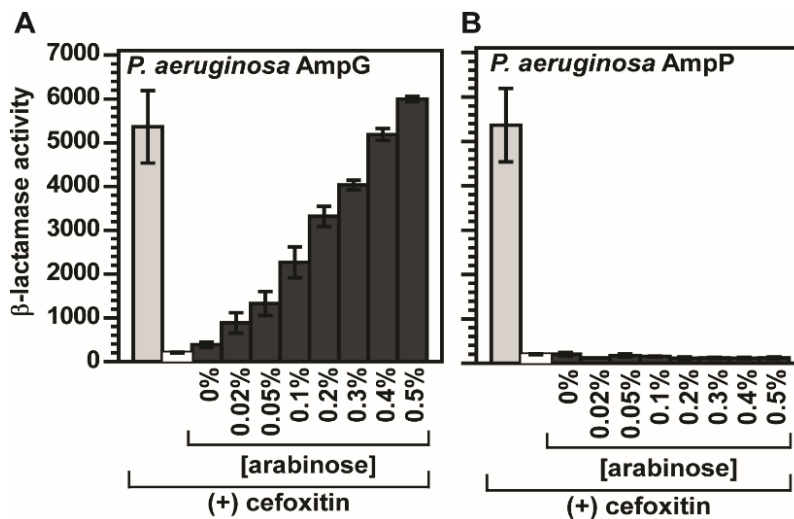 A
B
7000
6000
5000
4000
3000
2000
1000
0
β-lactamase activity
P. aeruginosa AmpG
0%
0.02%
0.05%
0.1%
0.2%
0.3%
0.4%
0.5%
[arabinose]
(+) cefoxitin
P. aeruginosa AmpP
0%
0.02%
0.05%
0.1%
0.2%
0.3%
0.4%
0.5%
[arabinose]
(+) cefoxitin